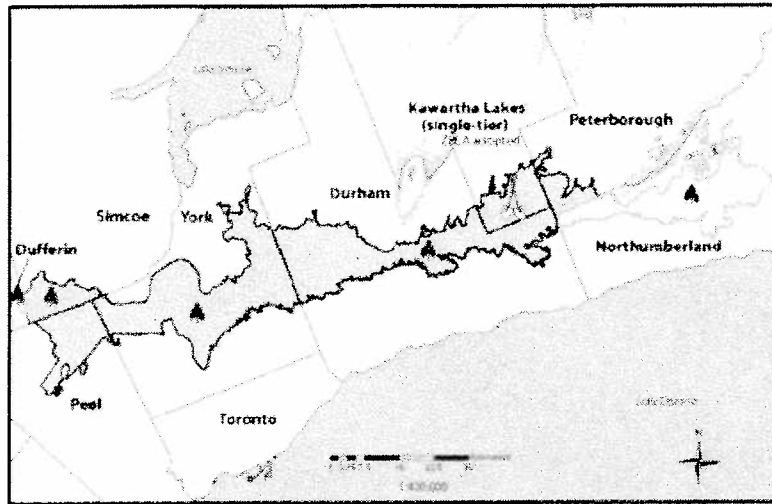 Kawartha Lakes
(single-tier)
Peterborough
Durham
Simcoe
York
Dufferin
Northumberland
Peel
Toronto
N